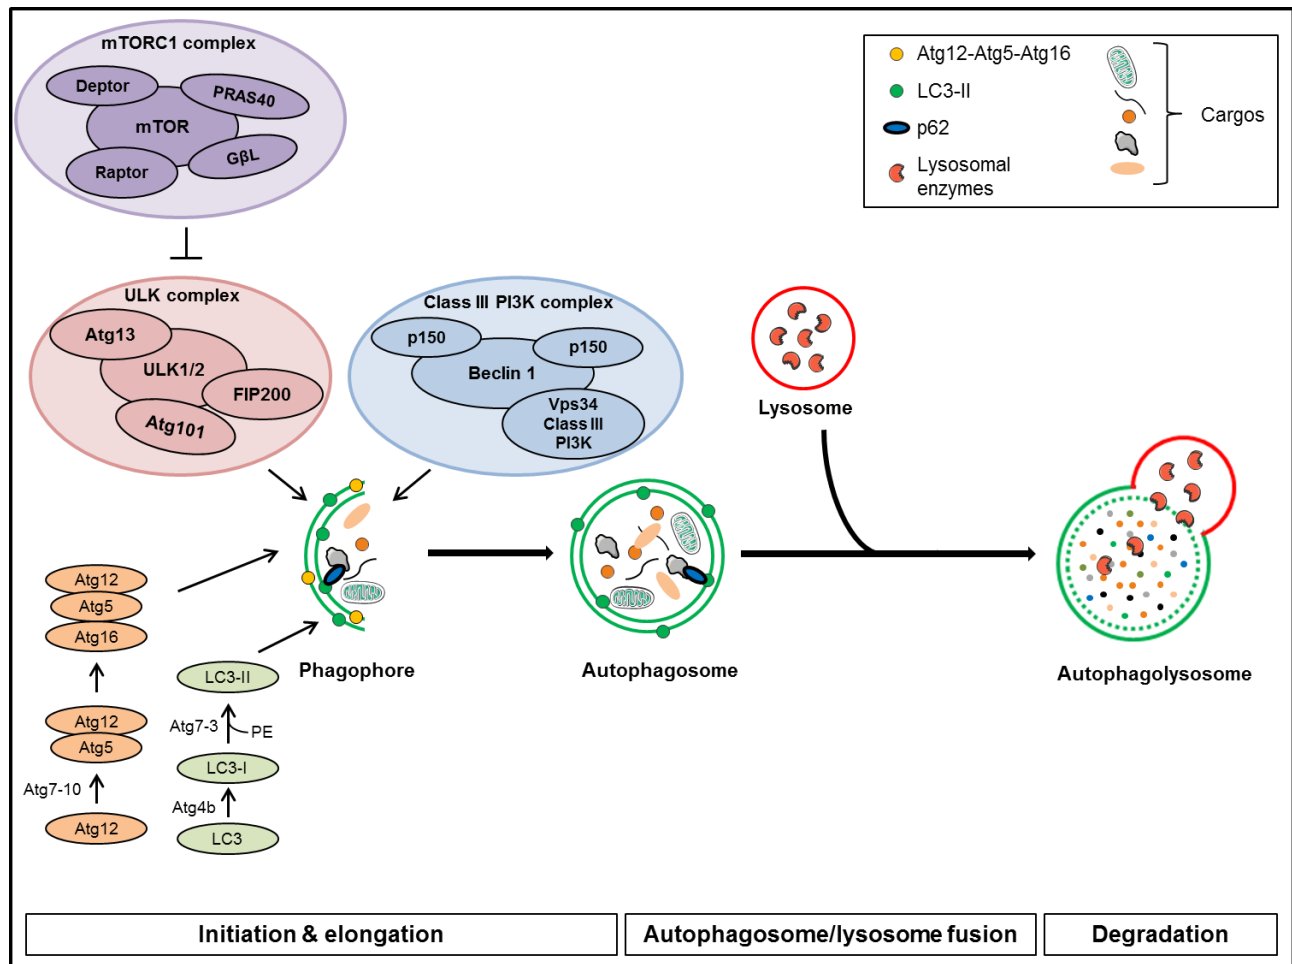 mTORC1 complex
Deptor
PRAS40
mTOR
GβL
Raptor
Atg12-Atg5-Atg16
LC3-II
p62
Lysosomal
enzymes
Cargos
ULK complex
Atg13
ULK1/2
FIP200
Atg101
Class III PI3K complex
p150
p150
Beclin 1
Vps34
Class III
PI3K
Lysosome
Atg12
Atg5
Atg16
Atg12
Atg5
Atg7-10
Atg12
LC3-II
Atg7-3
PE
LC3-I
Atg4b
LC3
Phagophore
Autophagosome
Autophagolysosome
Initiation & elongation
Autophagosome/lysosome fusion
Degradation